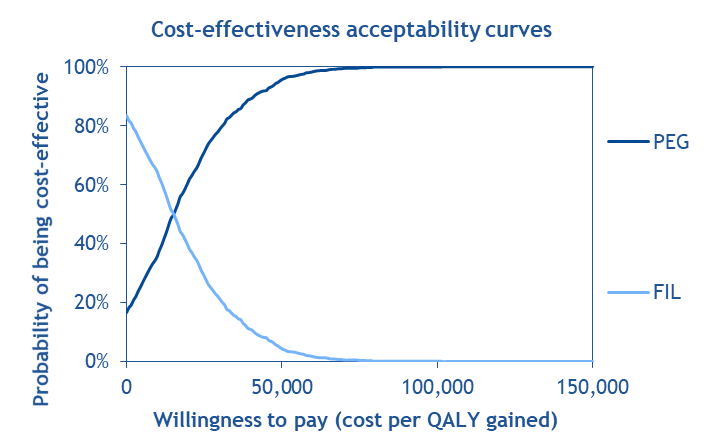 Cost-effectiveness acceptability curves
Probability of being cost-effective
100%
80%
60%
40%
20%
0%
0
50,000
100,000
150,000
Willingness to pay (cost per QALY gained)
PEG
FIL